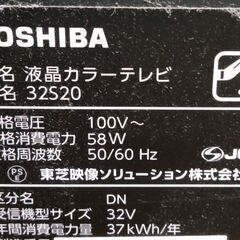 OSHIBA
名 液晶カラーテレビ
名 32S20
格電圧 100V～
格消費電力 58W
格周波数 50/60 Hz
PS
E
東芝映像ソリューション株式会
区分名 DN
受信機型サイズ 32V
年間消費電力量 37kWh/年